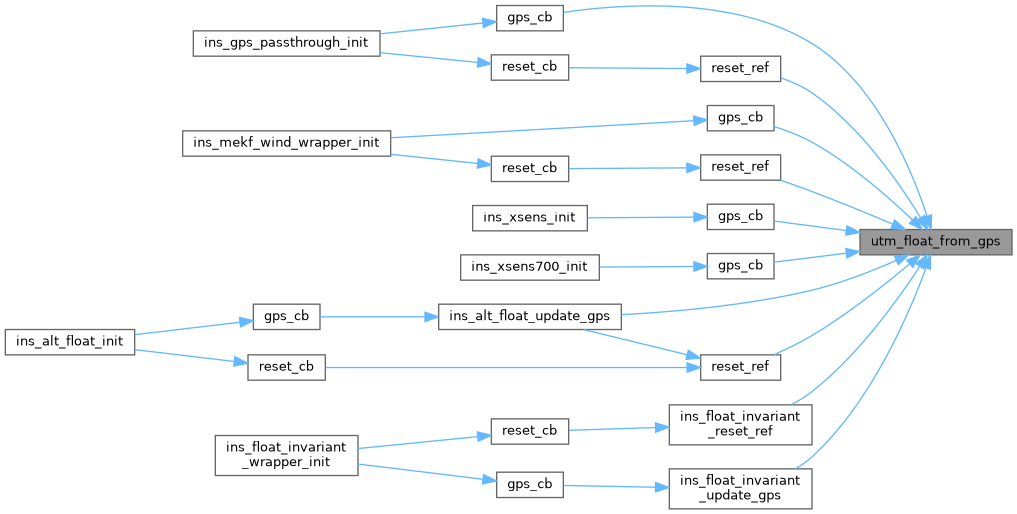 gps_cb
ins_gps_passthrough_init
reset_cb
reset_ref
gps_cb
ins_mekf_wind_wrapper_init
reset_cb
reset_ref
ins_xsens_init
gps_cb
utm_float_from_gps
ins_xsens700_init
gps_cb
gps_cb
ins_alt_float_update_gps
ins_alt_float_init
reset_cb
reset_ref
ins_float_invariant
_reset_ref
reset_cb
ins_float_invariant
_wrapper_init
gps_cb
ins_float_invariant
_update_gps